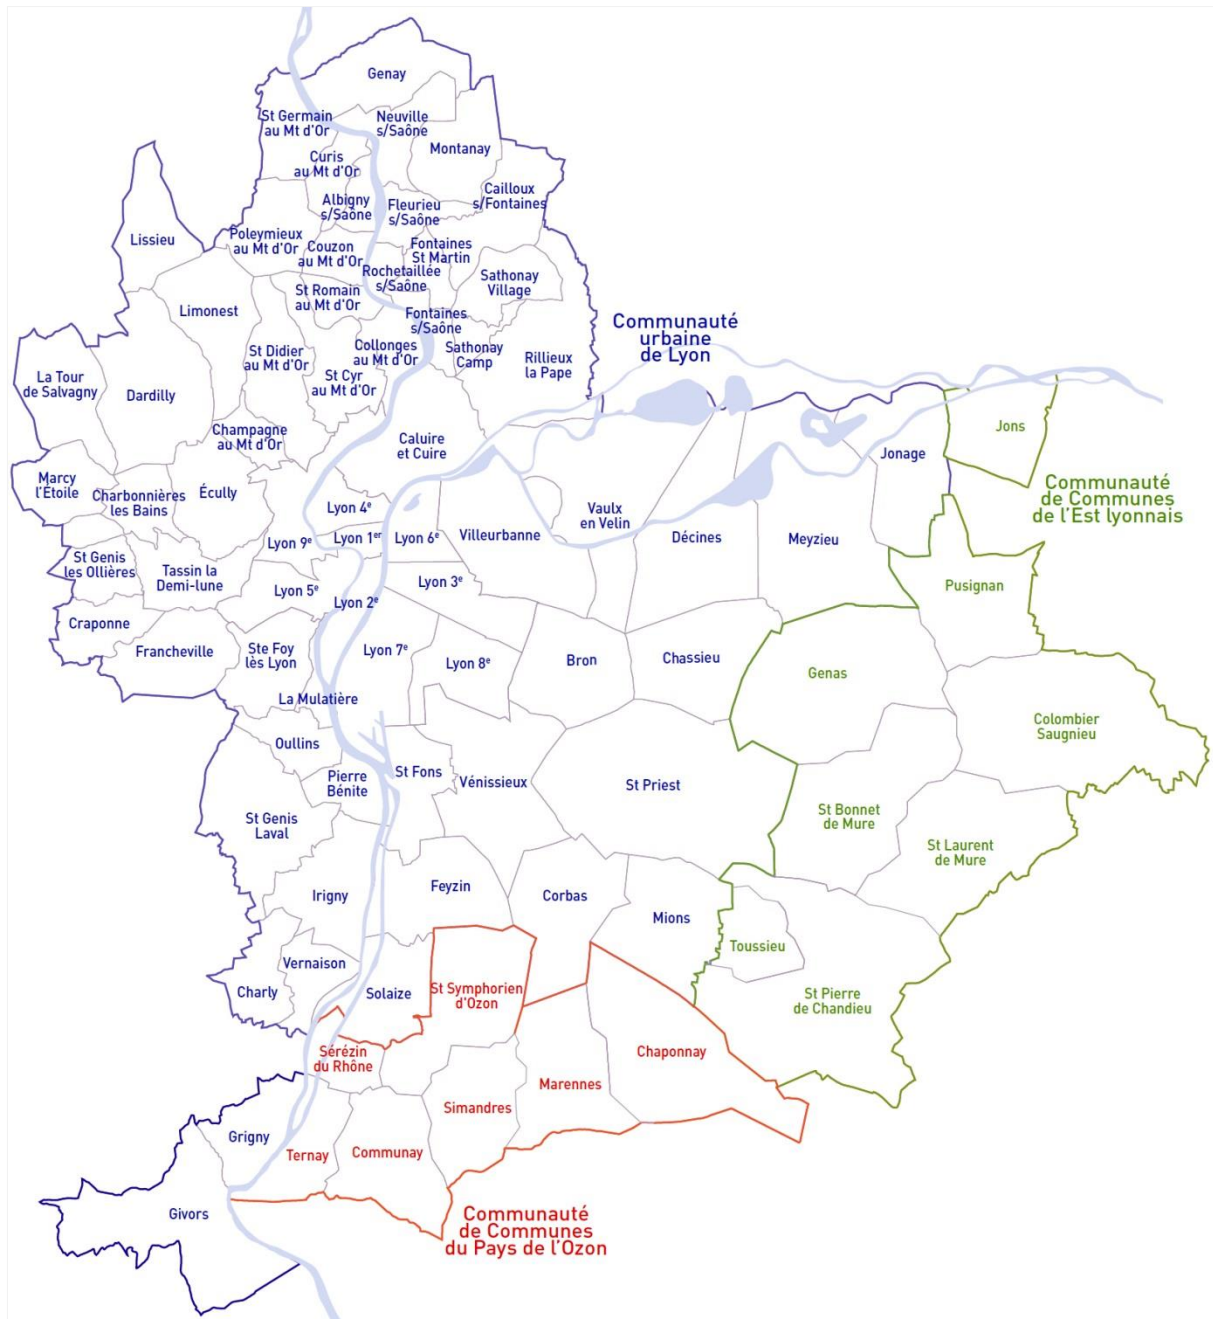 Genay
St Germain
au Mt d'Or
Neuville
s/Saône
Montanay
Curis
au Mt d'Or
Cailloux
s/Fontaines
Albigny
s/Saône
Fleurieu
s/Saône
Lissieu
Poleymieux
au Mt d'Or
Couzon
au Mt d'Or
Fontaines
St Martin
Rochetaillée
s/Saône
Sathonay
Village
St Romain
au Mt d'Or
Limonest
Fontaines
s/Saône
Communauté
urbaine
de Lyon
St Didier
au Mt d'Or
Collonges
au Mt d'Or
Sathonay
Camp
Rillieux
la Pape
St Cyr
au Mt d'Or
La Tour
de Salvagny
Dardilly
Champagne
au Mt d'Or
Caluire
et Cuire
Jons
Jonage
Marcy
l'Étoile
Charbonnières
les Bains
Écully
Communauté
de Communes
de l'Est lyonnais
Lyon 4e
Vaulx
en Velin
Lyon 9e
Lyon 1er
Lyon 6e
Villeurbanne
Décines
Meyzieu
St Genis
les Ollières
Tassin la
Demi-lune
Lyon 5e
Lyon 3e
Pusignan
Lyon 2e
Craponne
Francheville
Ste Foy
lès Lyon
Lyon 7e
Lyon 8e
Bron
Chassieu
Genas
La Mulatière
Colombier
Saugnieu
Oullins
Pierre
Bénite
St Fons
Vénissieux
St Priest
St Genis
Laval
St Bonnet
de Mure
St Laurent
de Mure
Irigny
Feyzin
Corbas
Mions
Toussieu
Vernaison
Charly
Solaize
St Symphorien
d'Ozon
St Pierre
de Chandieu
Sérézin
du Rhône
Chaponnay
Marennes
Simandres
Grigny
Ternay
Communay
Givors
Communauté
de Communes
du Pays de l'Ozon